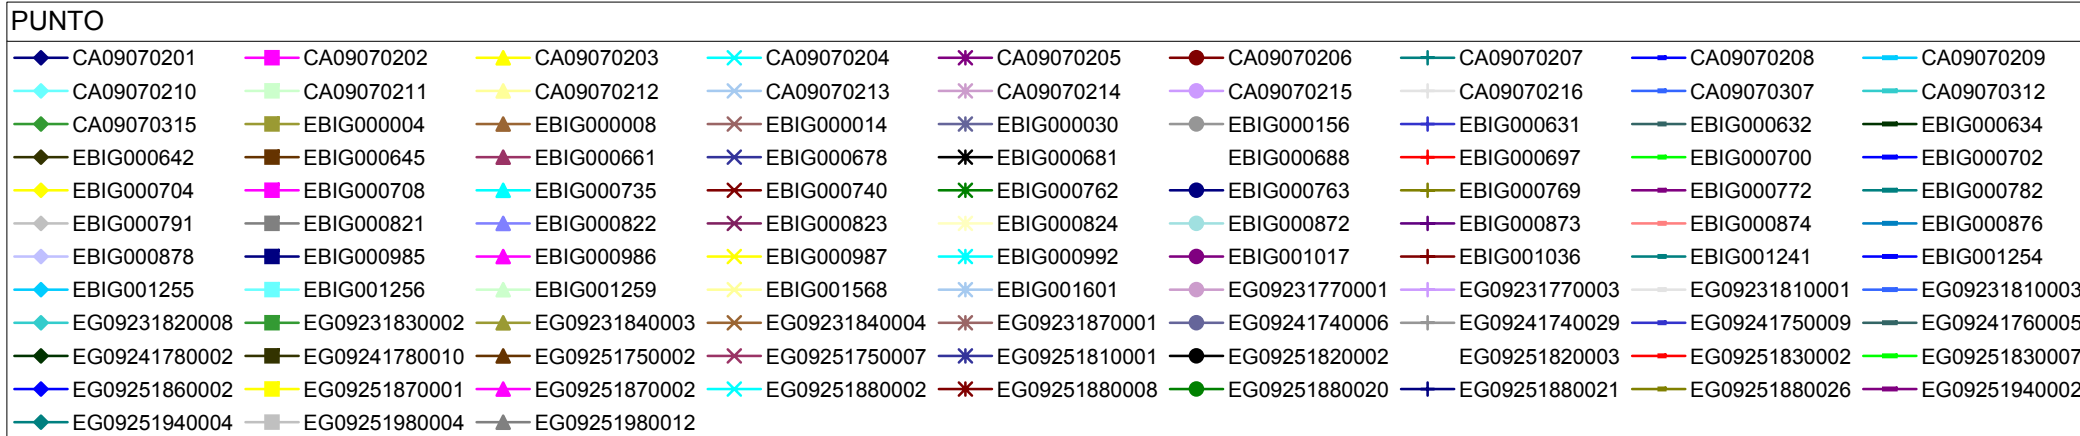 PUNTO
CA09070201 CA09070202 CA09070203 CA09070204 CA09070205 CA09070206 CA09070207 CA09070208 CA09070209
CA09070210 CA09070211 CA09070212 CA09070213 CA09070214 CA09070215 CA09070216 CA09070307 CA09070312
CA09070315 EBIG000004 EBIG000008 EBIG000014 EBIG000030 EBIG000156 EBIG000631 EBIG000632 EBIG000634
EBIG000642 EBIG000645 EBIG000661 EBIG000678 EBIG000681 EBIG000688 EBIG000697 EBIG000700 EBIG000702
EBIG000704 EBIG000708 EBIG000735 EBIG000740 EBIG000762 EBIG000763 EBIG000769 EBIG000772 EBIG000782
EBIG000791 EBIG000821 EBIG000822 EBIG000823 EBIG000824 EBIG000872 EBIG000873 EBIG000874 EBIG000876
EBIG000878 EBIG000985 EBIG000986 EBIG000987 EBIG000992 EBIG001017 EBIG001036 EBIG001241 EBIG001254
EBIG001255 EBIG001256 EBIG001259 EBIG001568 EBIG001601 EG09231770001 EG09231770003 EG09231810001 EG09231810003
EG09231820008 EG09231830002 EG09231840003 EG09231840004 EG09231870001 EG09241740006 EG09241740029 EG09241750009 EG09241760005
EG09241780002 EG09241780010 EG09251750002 EG09251750007 EG09251810001 EG09251820002 EG09251820003 EG09251830002 EG09251830007
EG09251860002 EG09251870001 EG09251870002 EG09251880002 EG09251880008 EG09251880020 EG09251880021 EG09251880026 EG09251940002
EG09251940004 EG09251980004 EG09251980012